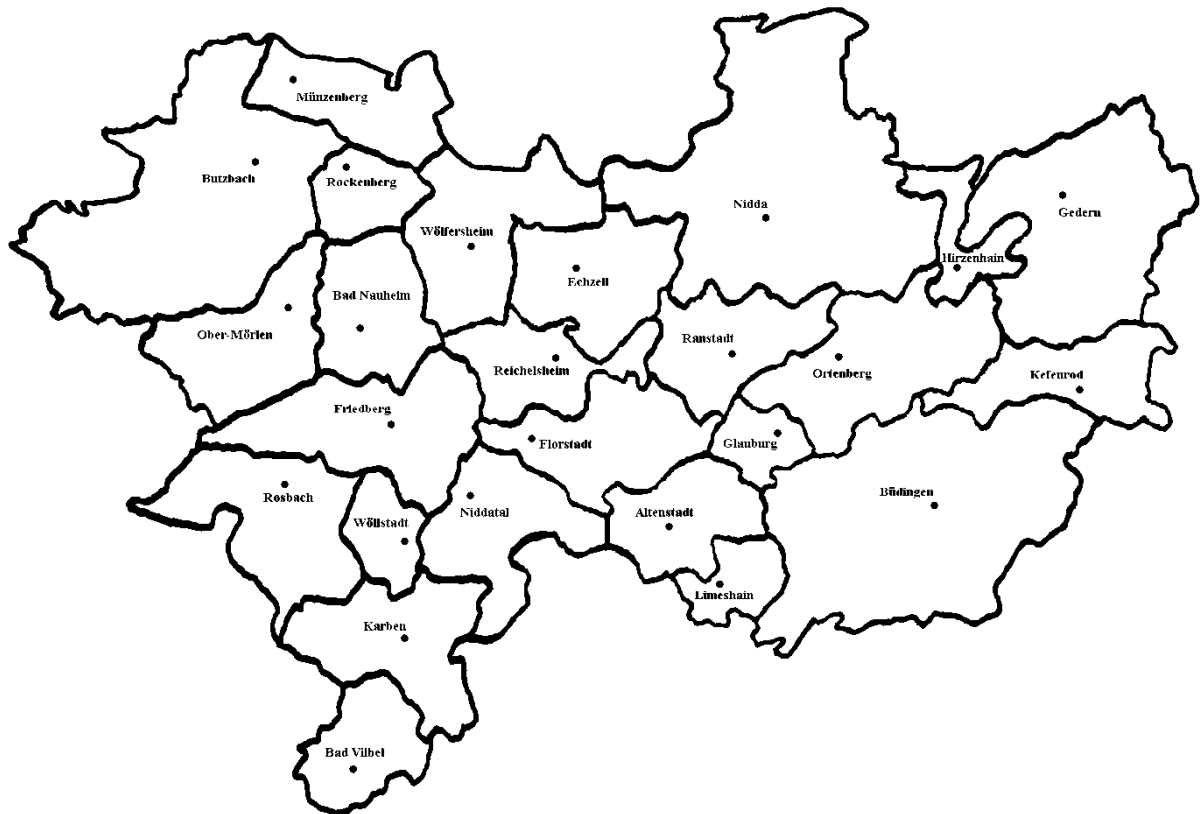 Münzenberg
Butzbach
Rockenberg
Nidda
Gedern
Wölfersheim
Hirzenhain
Echzell
Bad Nauheim
Ober-Mörlen
Ranstadt
Reichelsheim
Ortenberg
Kefenrod
Friedberg
Florstadt
Glauburg
Rosbach
Büdingen
Niddatal
Altenstadt
Wöllstadt
Limeshain
Karben
Bad Vilbel